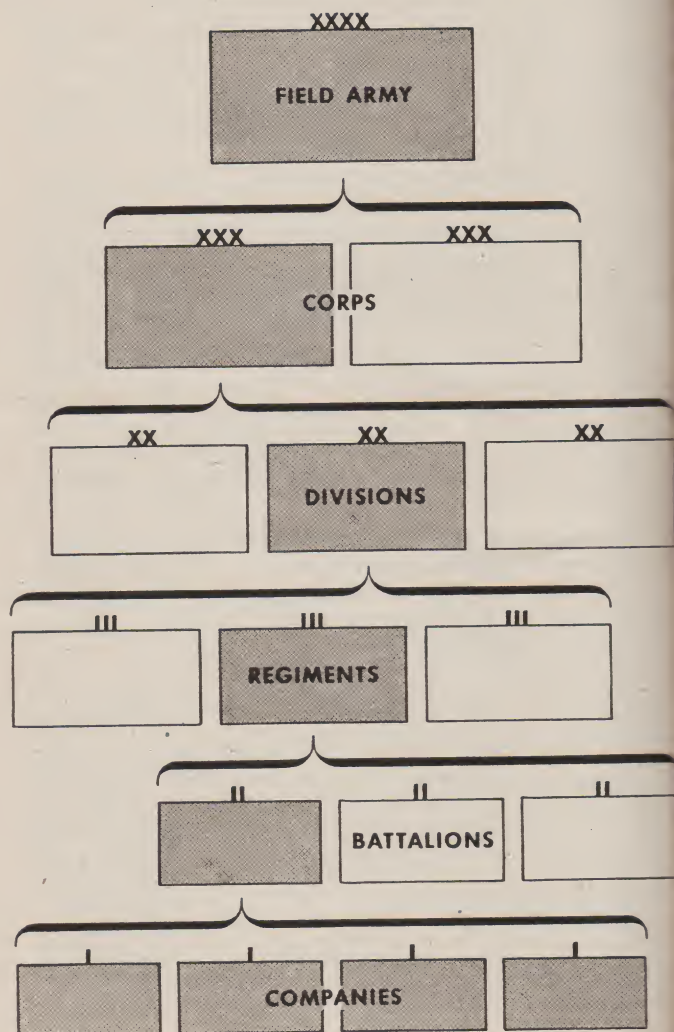 XXXX
FIELD ARMY
XXX XXX
CORPS
XX XX XX
DIVISIONS
III III III
REGIMENTS
II II II
BATTALIONS
I I I I
COMPANIES